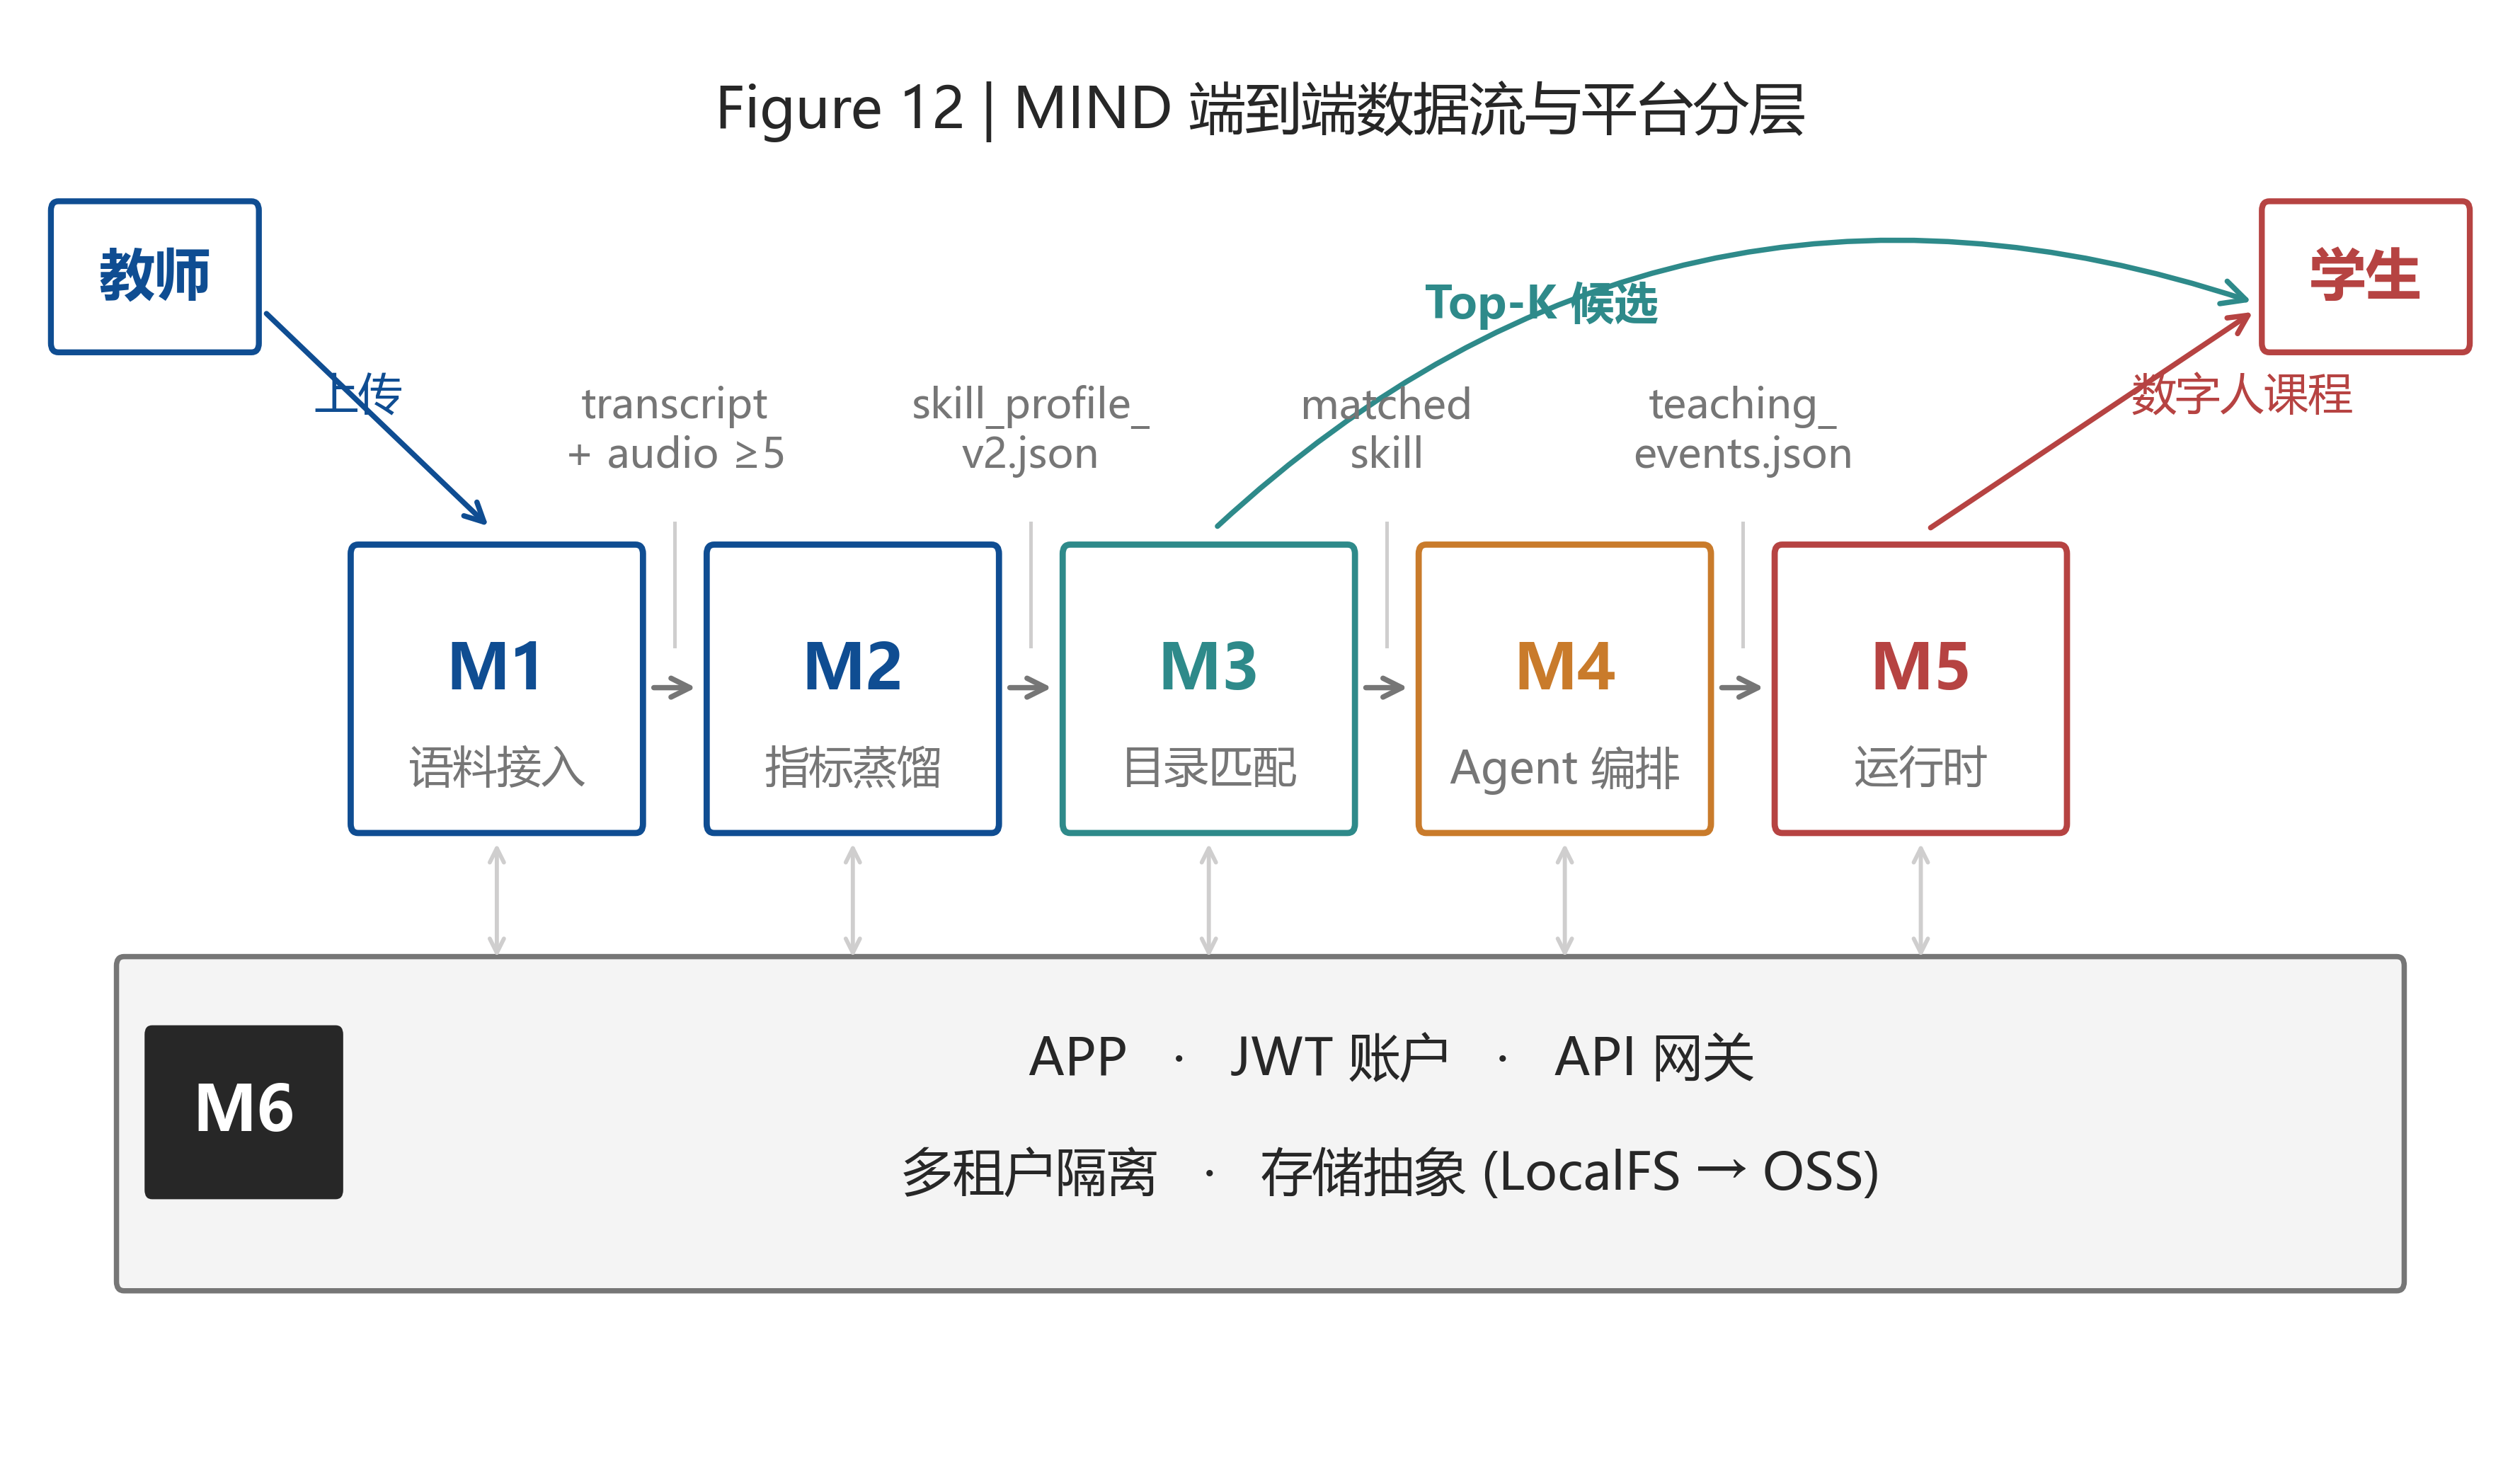 Figure 12 | MIND 端到端数据流与平台分层
教师
学生
Top-K 候选
上传
数字人课程
transcript
+ audio ≥5
skill_profile_
v2.json
matched
skill
teaching_
events.json
M1
语料接入
M2
指标蒸馏
M3
目录匹配
M4
Agent 编排
M5
运行时
M6
APP · JWT 账户 · API 网关
多租户隔离 · 存储抽象 (LocalFS → OSS)